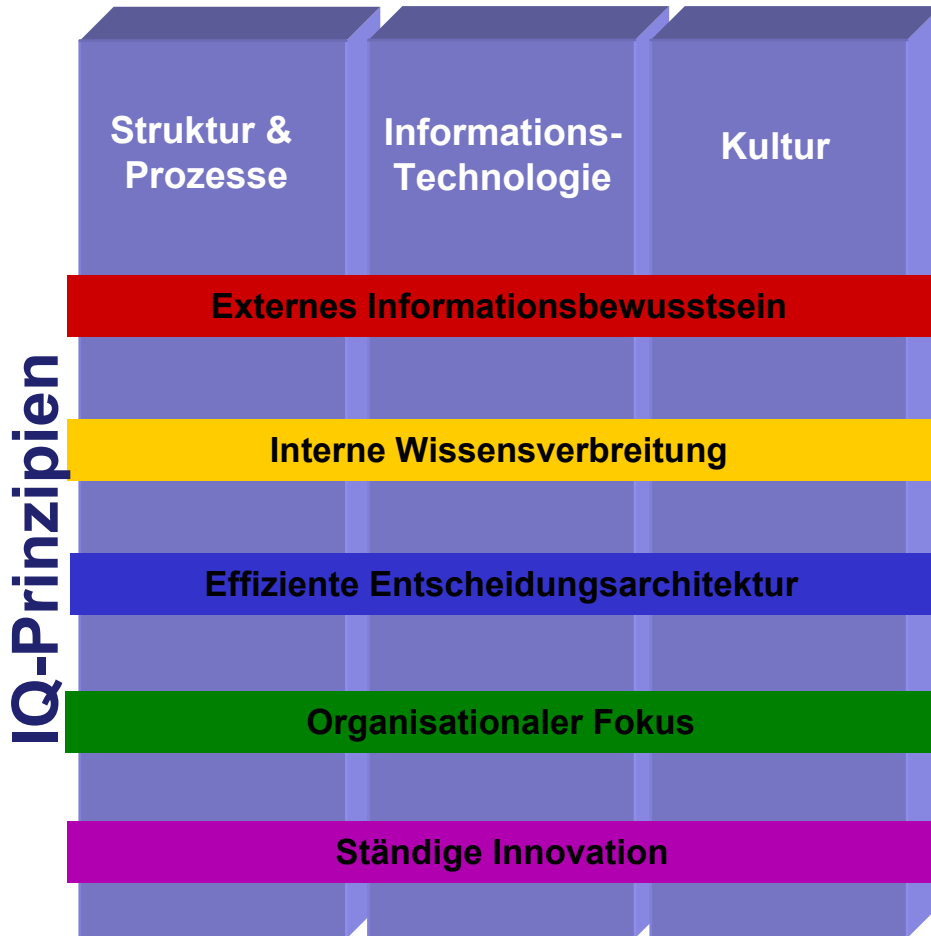 Struktur &
Prozesse
Informations-
Technologie
Kultur
IQ-Prinzipien
Externes Informationsbewusstsein
Interne Wissensverbreitung
Effiziente Entscheidungsarchitektur
Organisationaler Fokus
Ständige Innovation